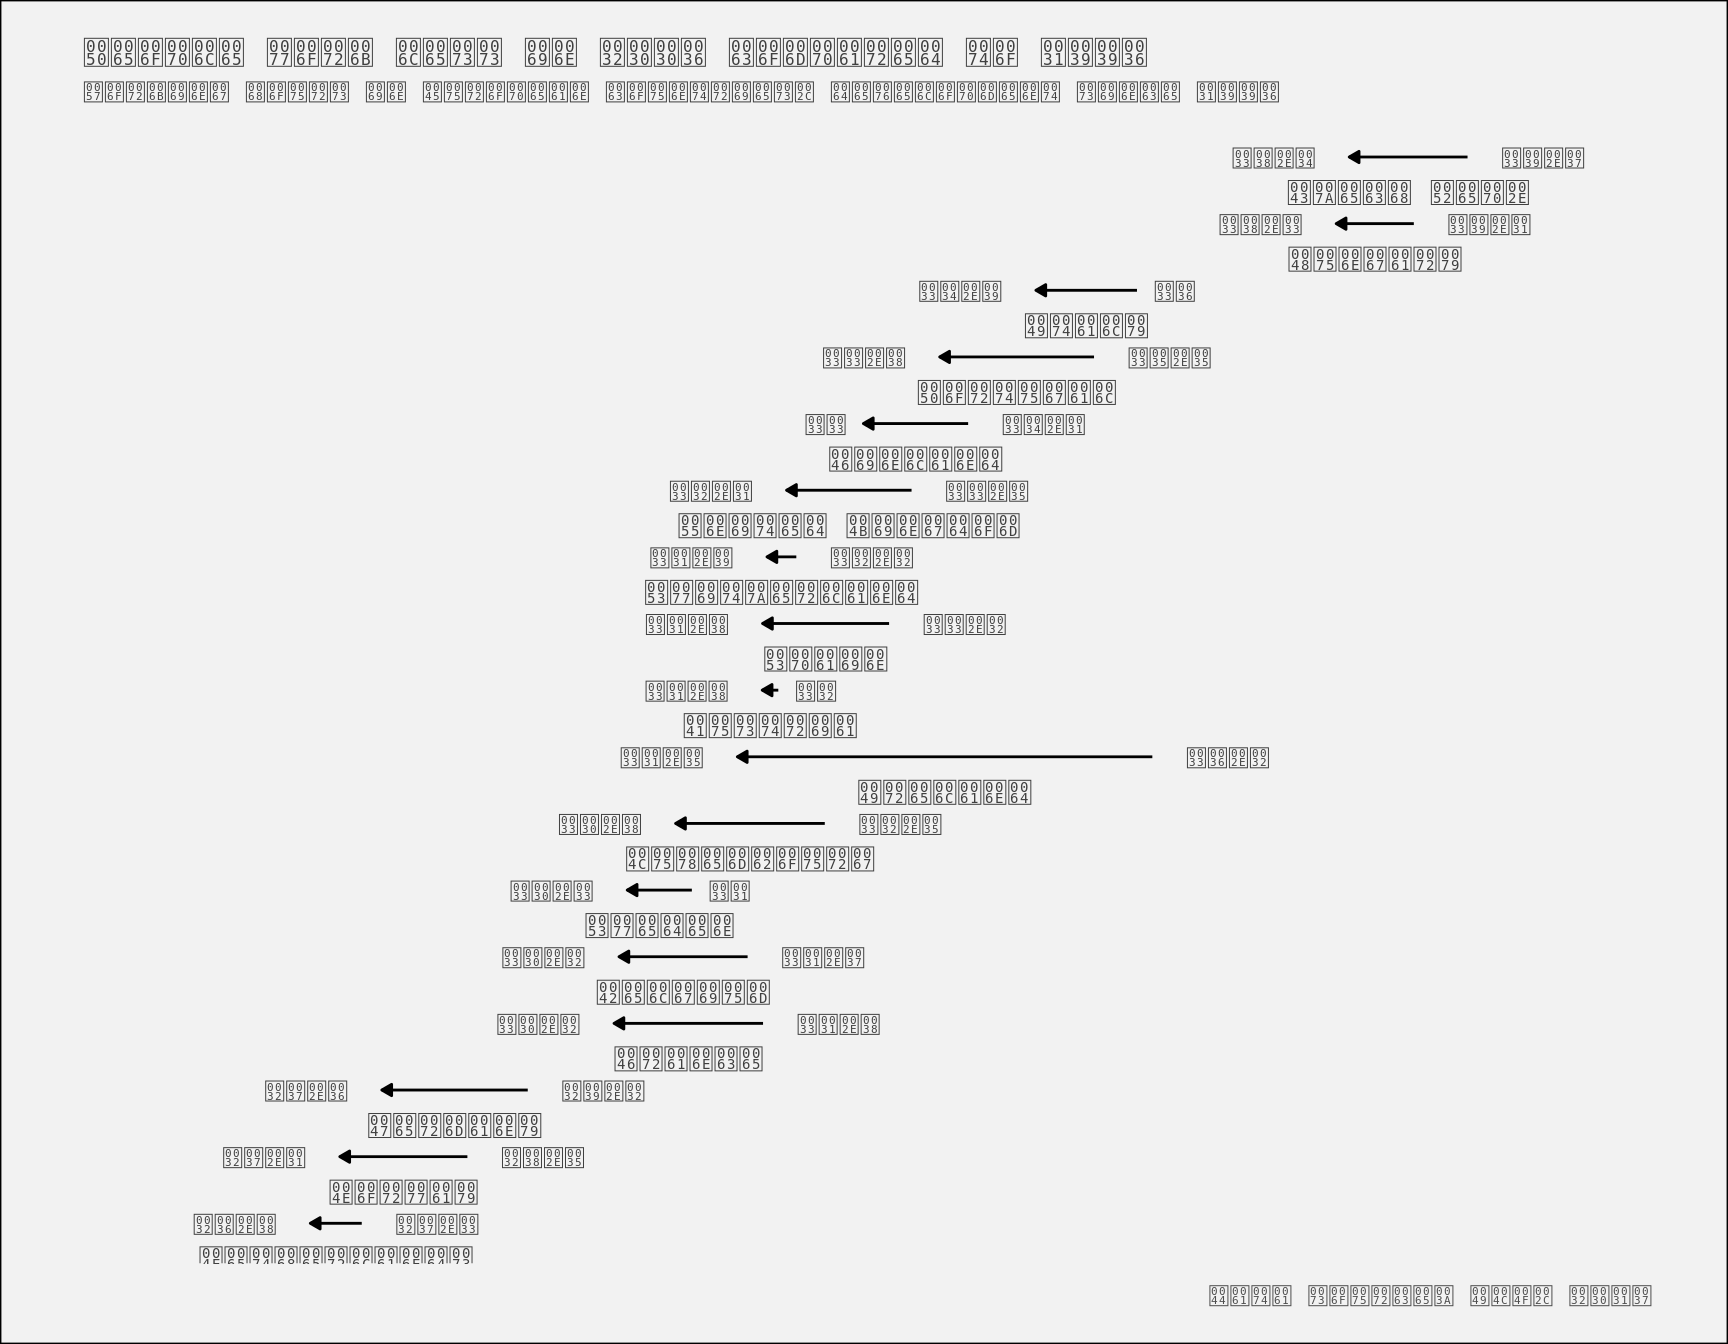 People work less in 2006 compared to 1996
Working hours in European countries, development since 1996
38.4 39.7
Czech Rep.
38.3 39.1
Hungary
34.9 36
Italy
33.8 35.5
Portugal
33 34.1
Finland
32.1 33.5
United Kingdom
31.9 32.2
Switzerland
31.8 33.2
Spain
31.8 32
Austria
31.5 36.2
Ireland
30.8 32.5
Luxembourg
30.3 31
Sweden
30.2 31.7
Belgium
30.2 31.8
France
27.6 29.2
Germany
27.1 28.5
Norway
26.8 27.3
Netherlands
Data source: ILO, 2017